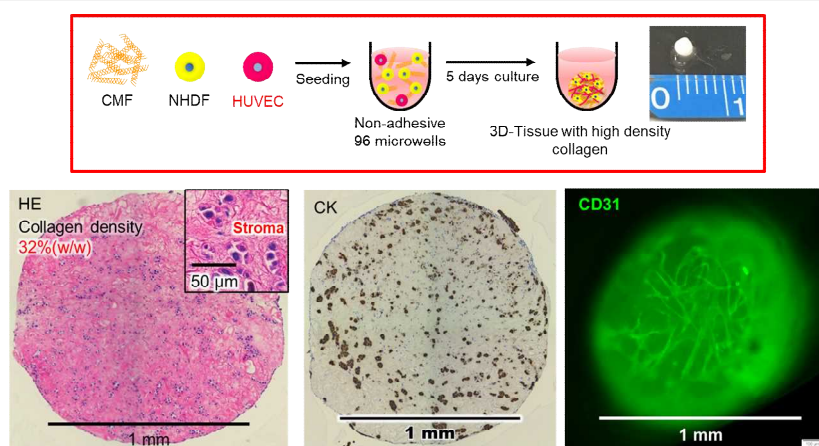 CMF
NHDF
HUVEC
Seeding
Non-adhesive
96 microwells
5 days culture
3D-Tissue with high density
collagen
0
1
HE
Collagen density
32%(w/w)
Stroma
50 μm
1 mm
CK
1 mm
CD31
1 mm